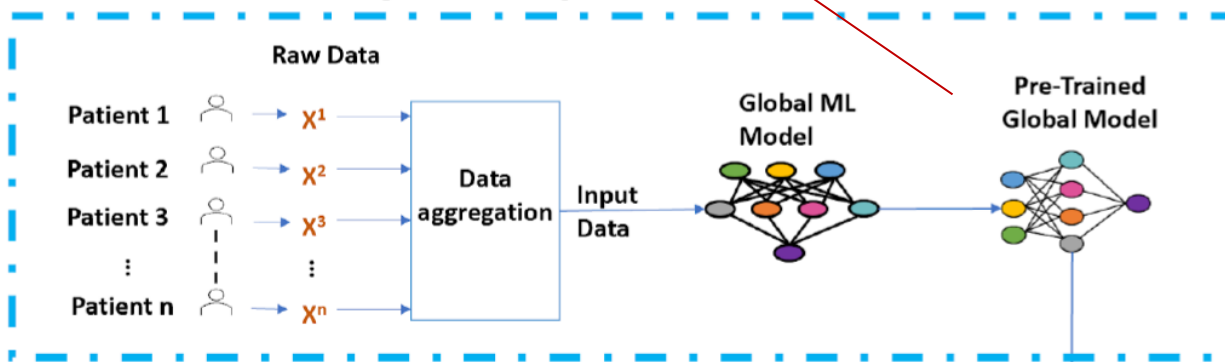 Raw Data
Patient 1
X¹
Patient 2
X²
Patient 3
X³
⋮
⋮
Patient n
Xⁿ
Data
aggregation
Input
Data
Global ML
Model
Pre-Trained
Global Model